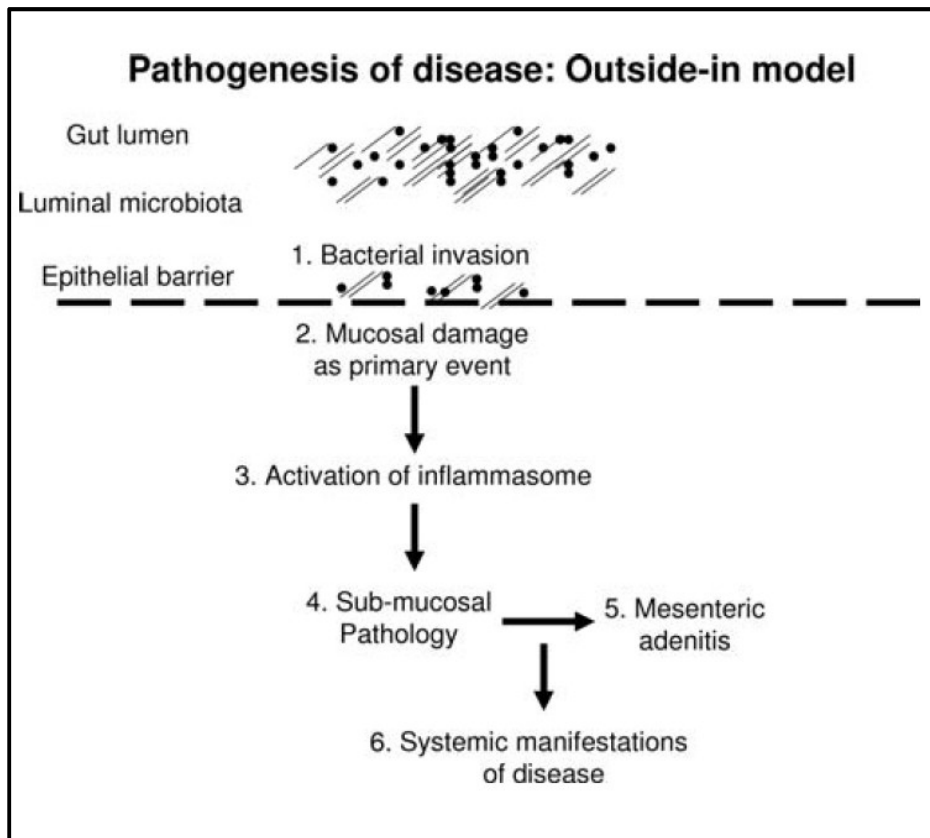 Pathogenesis of disease: Outside-in model
Gut lumen
Luminal microbiota
1. Bacterial invasion
Epithelial barrier
2. Mucosal damage
as primary event
3. Activation of inflammasome
4. Sub-mucosal
Pathology
5. Mesenteric
adenitis
6. Systemic manifestations
of disease